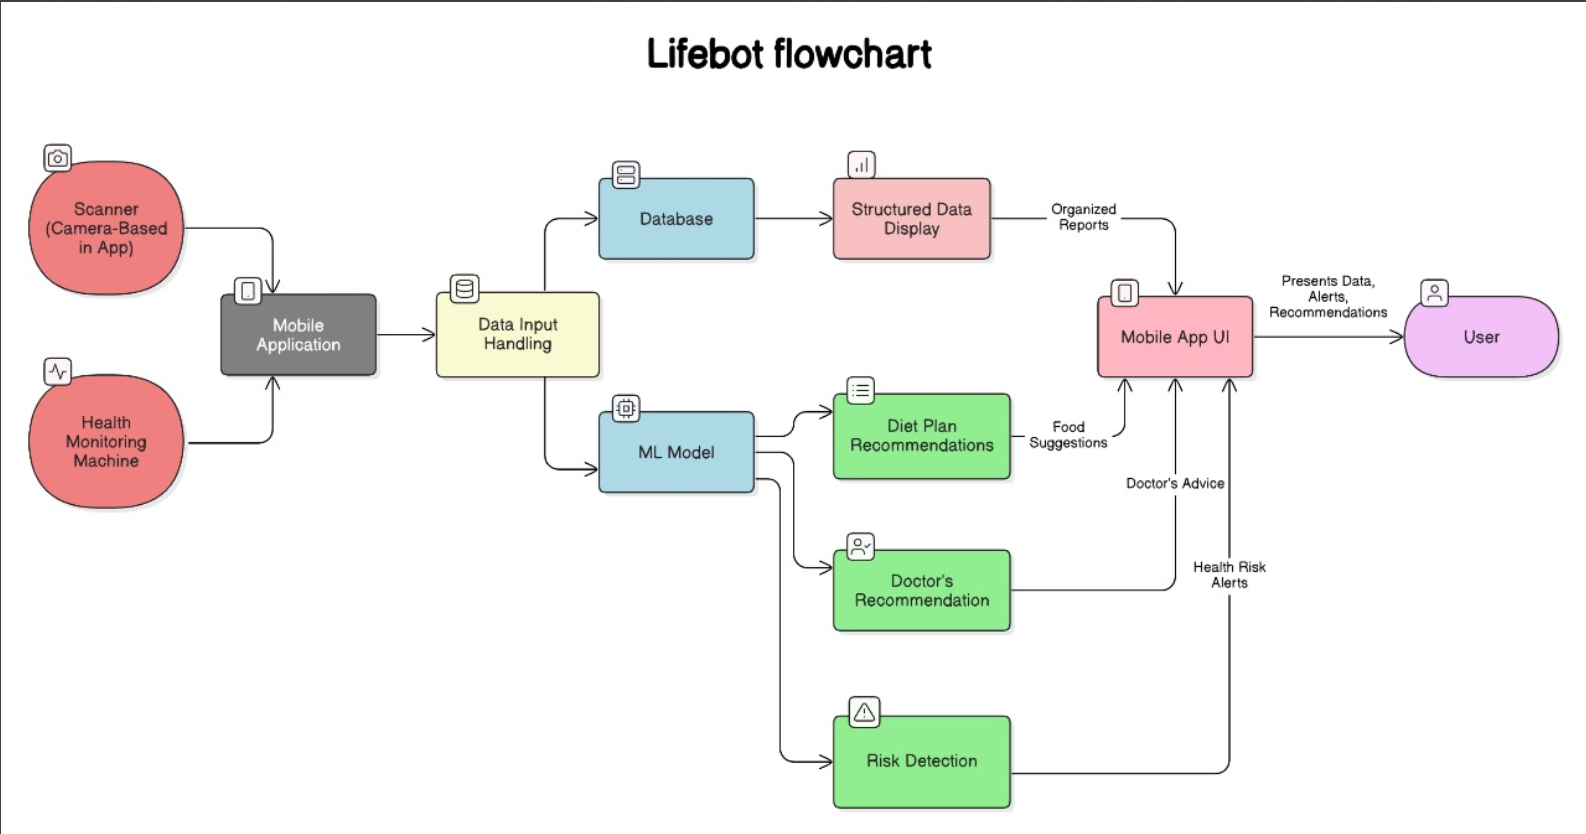 Lifebot flowchart
Scanner
(Camera-Based
in App)
Health
Monitoring
Machine
Mobile
Application
Data Input
Handling
Database
ML Model
Structured Data
Display
Diet Plan
Recommendations
Doctor's
Recommendation
Risk Detection
Organized
Reports
Food
Suggestions
Doctor's Advice
Health Risk
Alerts
Mobile App UI
Presents Data,
Alerts,
Recommendations
User